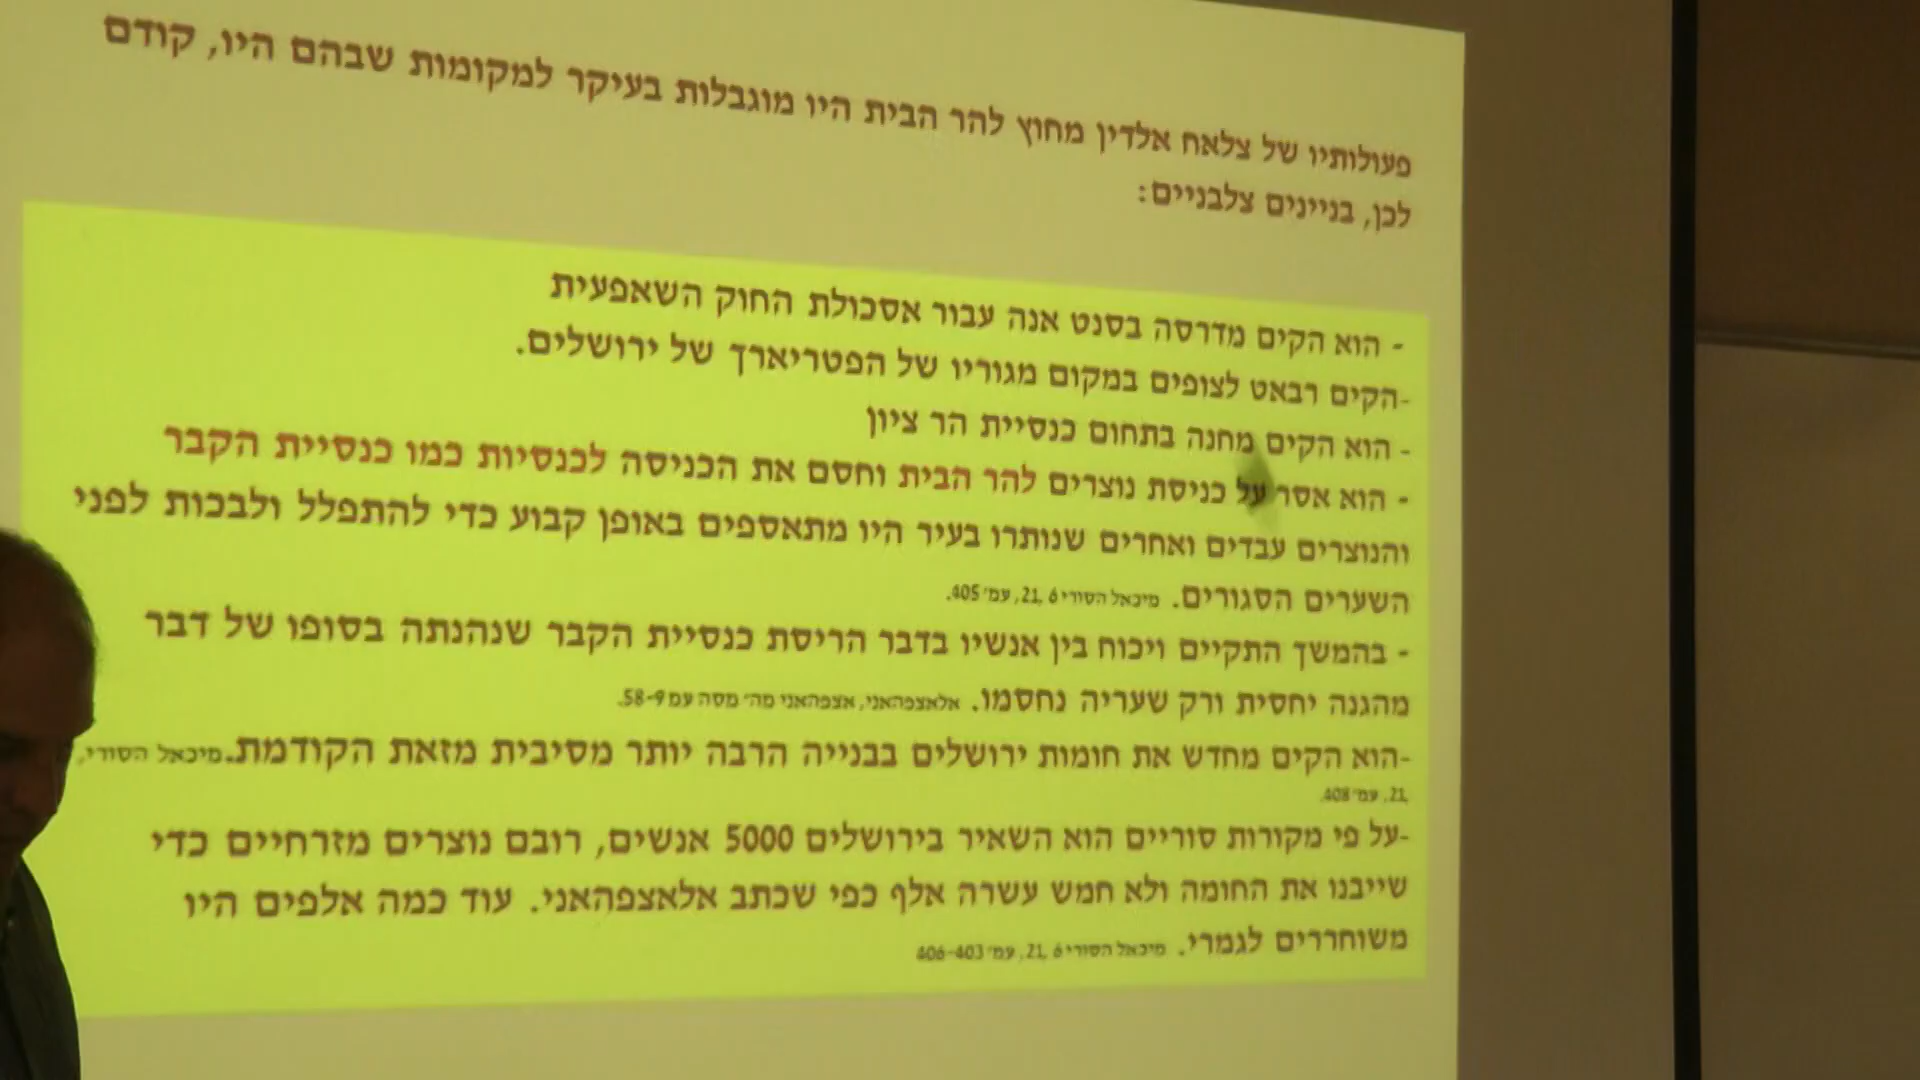 פעולותיו של צלאח אלדין מחוץ להר הבית היו מוגבלות בעיקר למקומות שבהם היו, קודם
לכן, בניינים צלבניים:
- הוא הקים מדרסה בסנט אנה עבור אסכולת החוק השאפעית
-הקים רבאט לצופים במקום מגוריו של הפטריארך של ירושלים.
- הוא הקים מחנה בתחום כנסיית הר ציון
- הוא אסר על כניסת נוצרים להר הבית וחסם את הכניסה לכנסיות כמו כנסיית הקבר
והנוצרים עבדים ואחרים שנותרו בעיר היו מתאספים באופן קבוע כדי להתפלל ולבכות לפני
השערים הסגורים. מיכאל הסורי 6 ,21, עמ' 405.
- בהמשך התקיים ויכוח בין אנשיו בדבר הריסת כנסיית הקבר שנהנתה בסופו של דבר
מהגנה יחסית ורק שעריה נחסמו. אלאצפהאני, אצפהאני מה' מסה עמ 58-9.
-הוא הקים מחדש את חומות ירושלים בבנייה הרבה יותר מסיבית מזאת הקודמת. מיכאל הסורי,
21, עמ' 408.
-על פי מקורות סוריים הוא השאיר בירושלים 5000 אנשים, רובם נוצרים מזרחיים כדי
שייבנו את החומה ולא חמש עשרה אלף כפי שכתב אלאצפהאני. עוד כמה אלפים היו
משוחררים לגמרי. מיכאל הסורי 6 ,21, עמ' 406-403